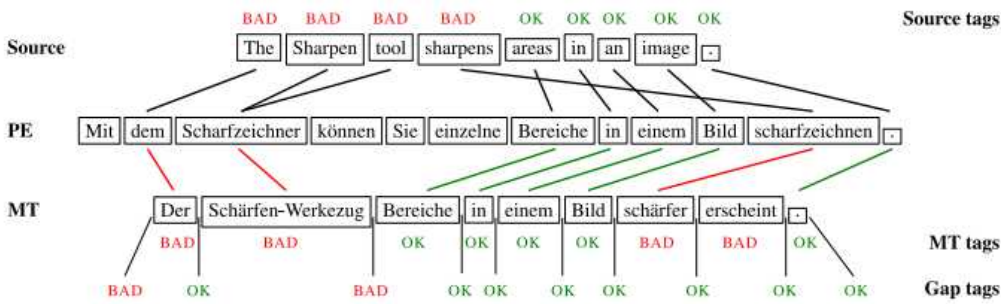 BAD BAD BAD BAD OK OK OK OK OK Source tags
Source The Sharpen tool sharpens areas in an image .
PE Mit dem Scharfzeichner können Sie einzelne Bereiche in einem Bild scharfzeichnen .
MT Der Schärfen-Werkezug Bereiche in einem Bild schärfer erscheint .
BAD BAD OK OK OK OK BAD BAD OK MT tags
BAD OK BAD OK OK OK OK OK OK OK Gap tags